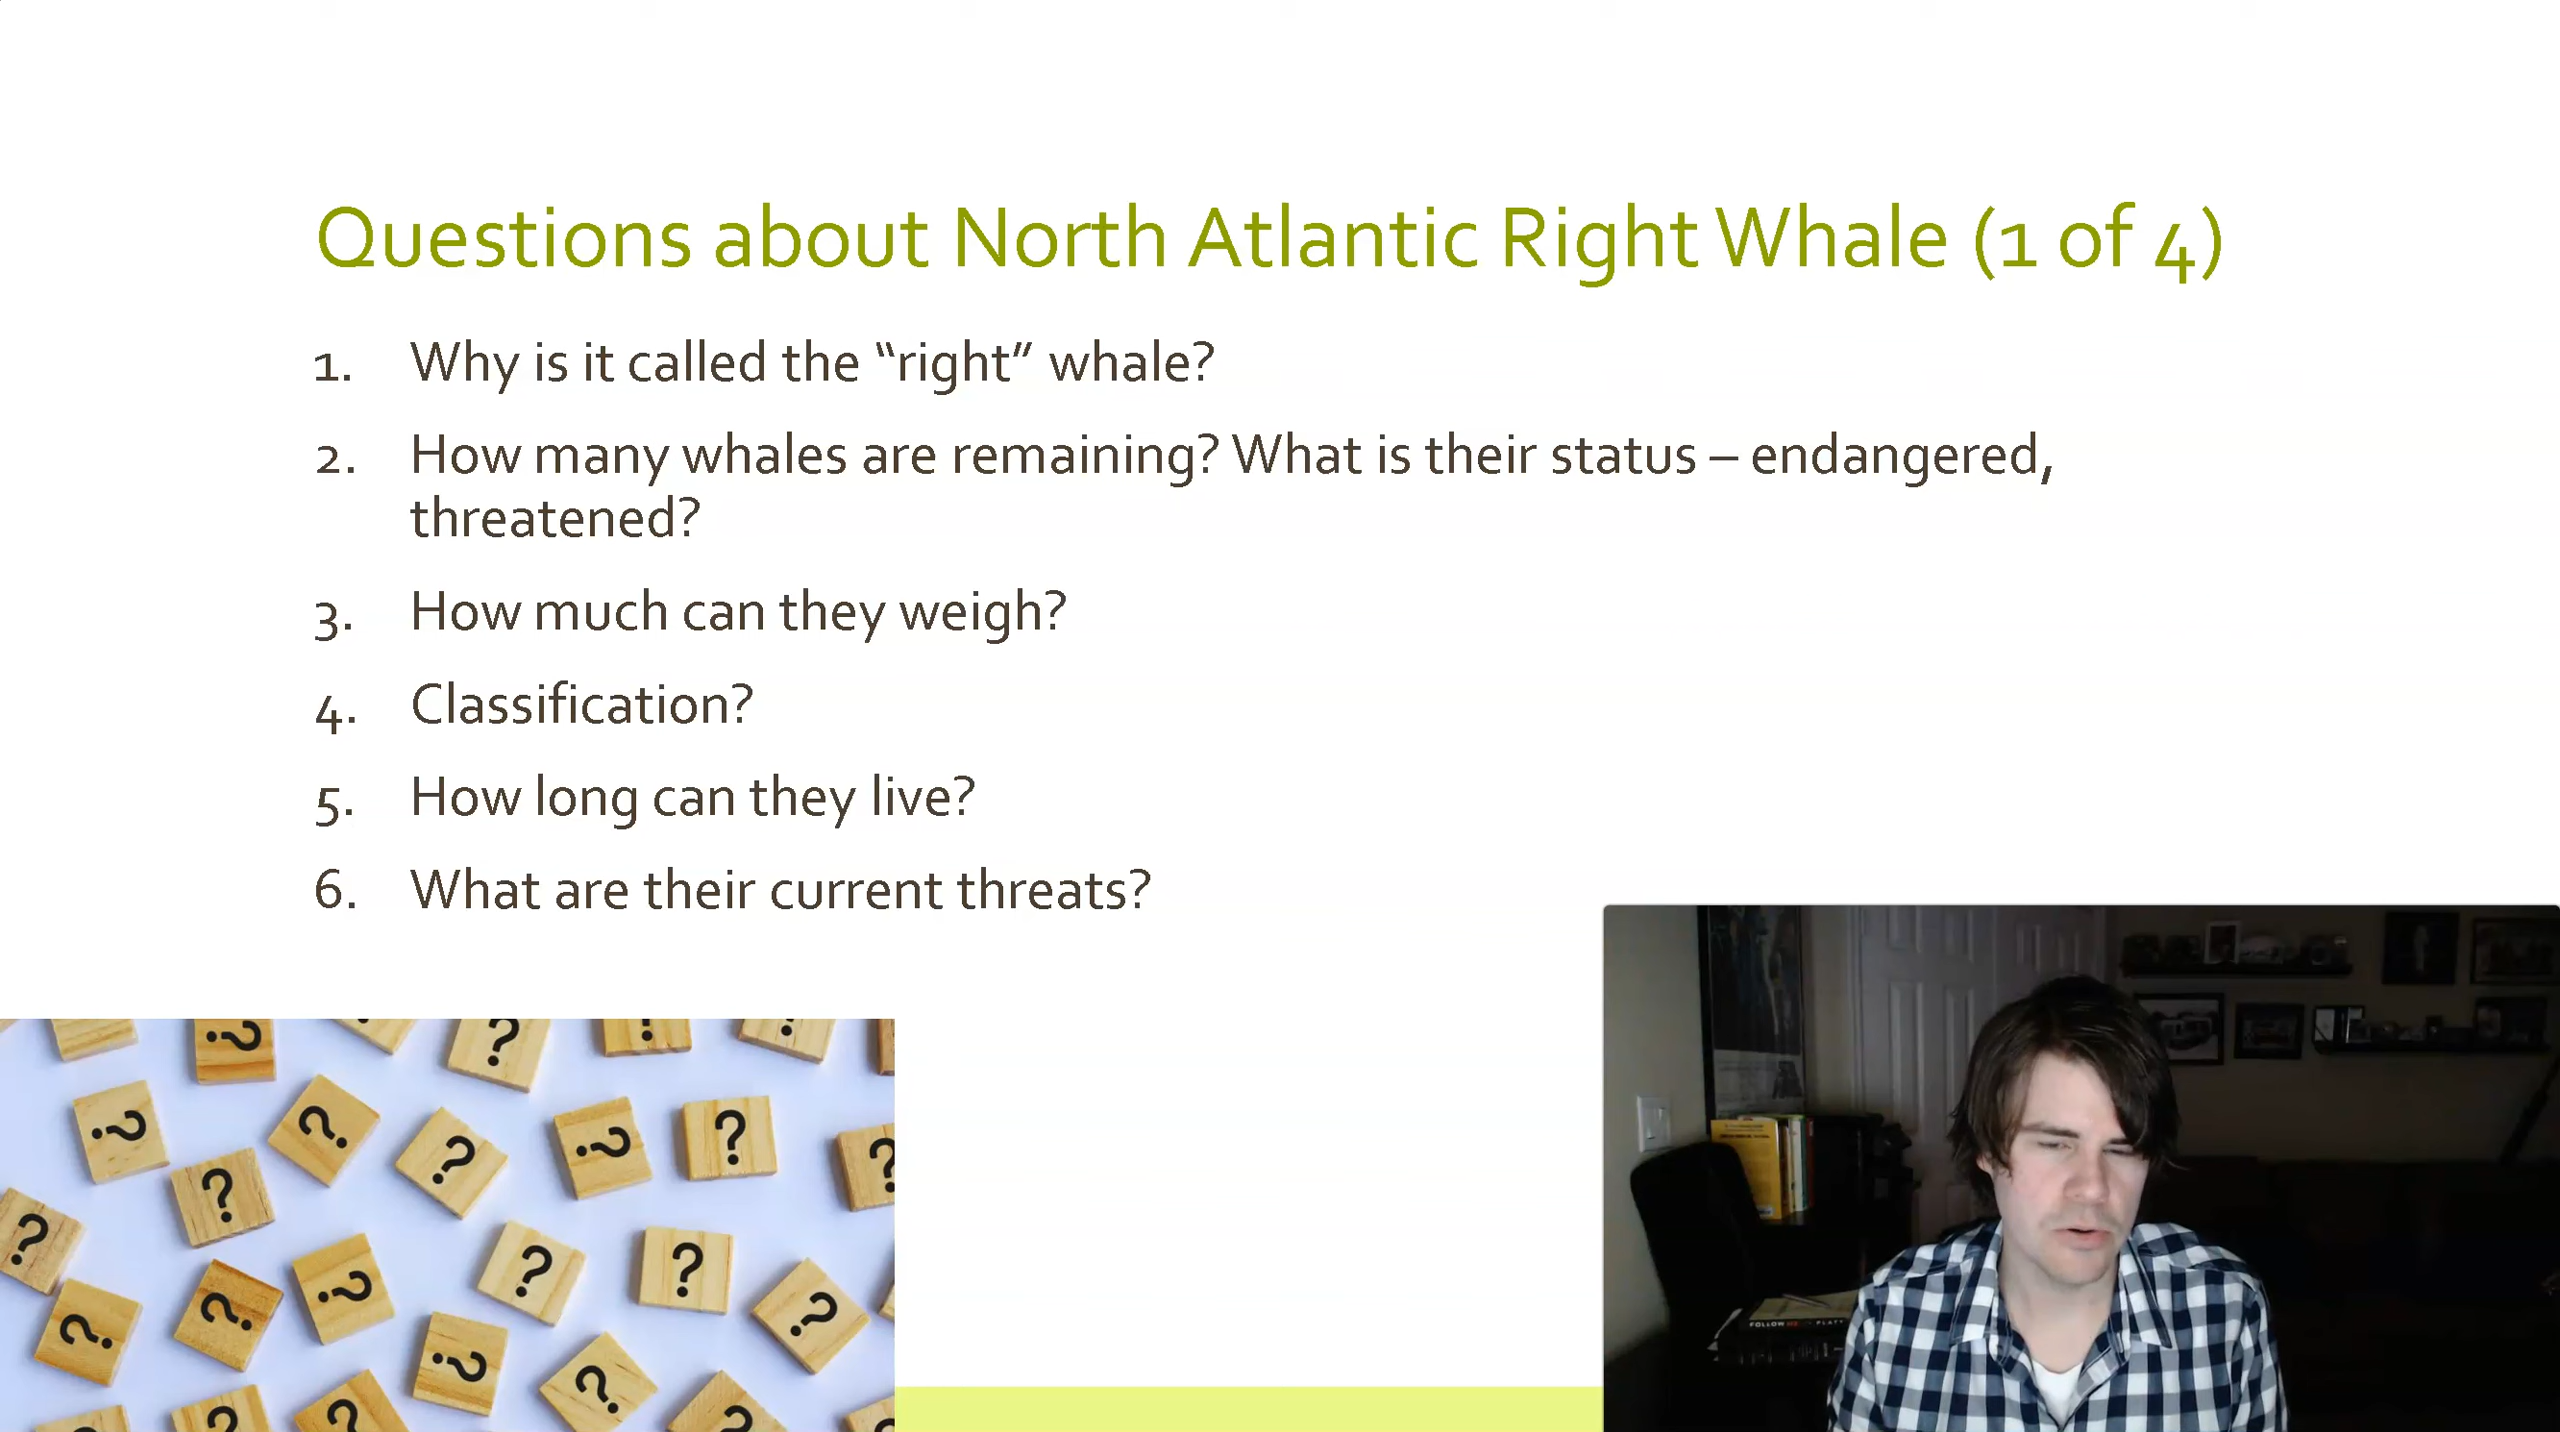 Questions about North Atlantic Right Whale (1 of 4)
1. Why is it called the “right” whale?
2. How many whales are remaining? What is their status – endangered,
threatened?
3. How much can they weigh?
4. Classification?
5. How long can they live?
6. What are their current threats?
? ? ? ? ? ?
? ? ? ? ? ?
? ? ? ? ? ?
? ? ? ? ? ?
? ? ? ?
FOLLOW